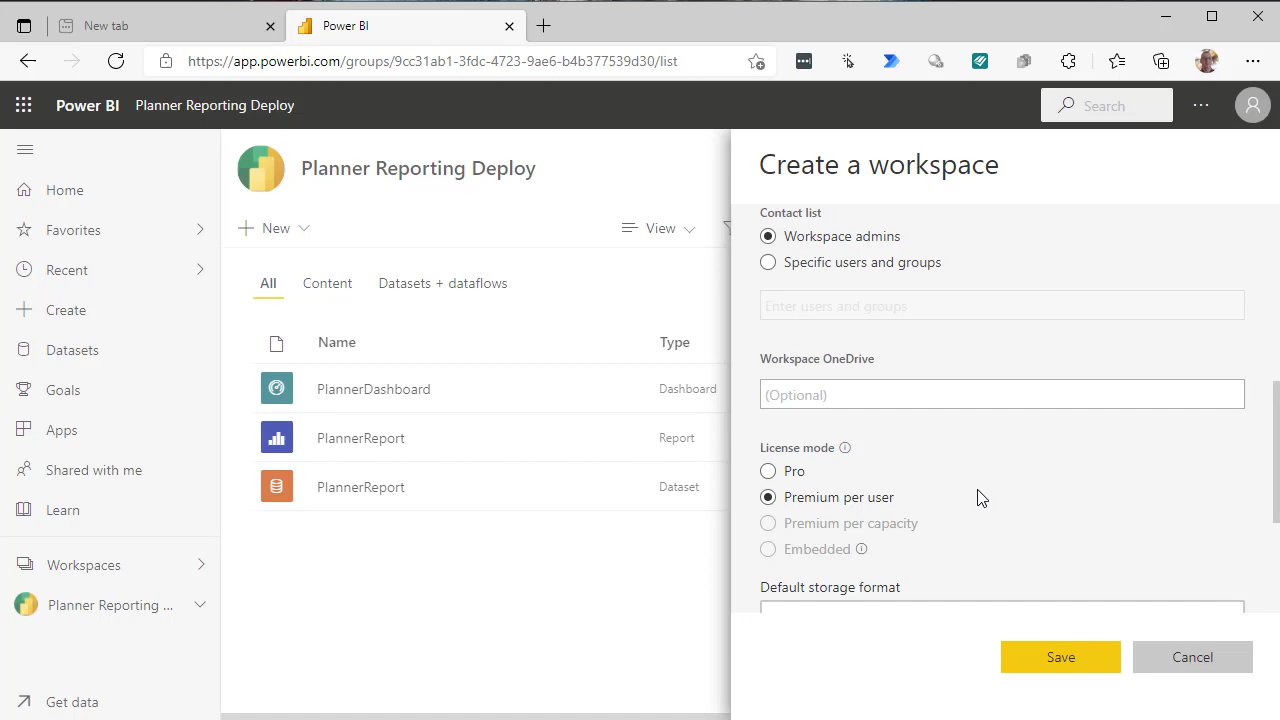 New tab
Power BI
https://app.powerbi.com/groups/9cc31ab1-3fdc-4723-9ae6-b4b377539d30/list
Power BI Planner Reporting Deploy
Search
Home
Favorites
Recent
Create
Datasets
Goals
Apps
Shared with me
Learn
Workspaces
Planner Reporting ...
Get data
Planner Reporting Deploy
New
View
All Content Datasets + dataflows
Name Type
PlannerDashboard Dashboard
PlannerReport Report
PlannerReport Dataset
Create a workspace
Contact list
Workspace admins
Specific users and groups
Enter users and groups
Workspace OneDrive
(Optional)
License mode
Pro
Premium per user
Premium per capacity
Embedded
Default storage format
Save Cancel